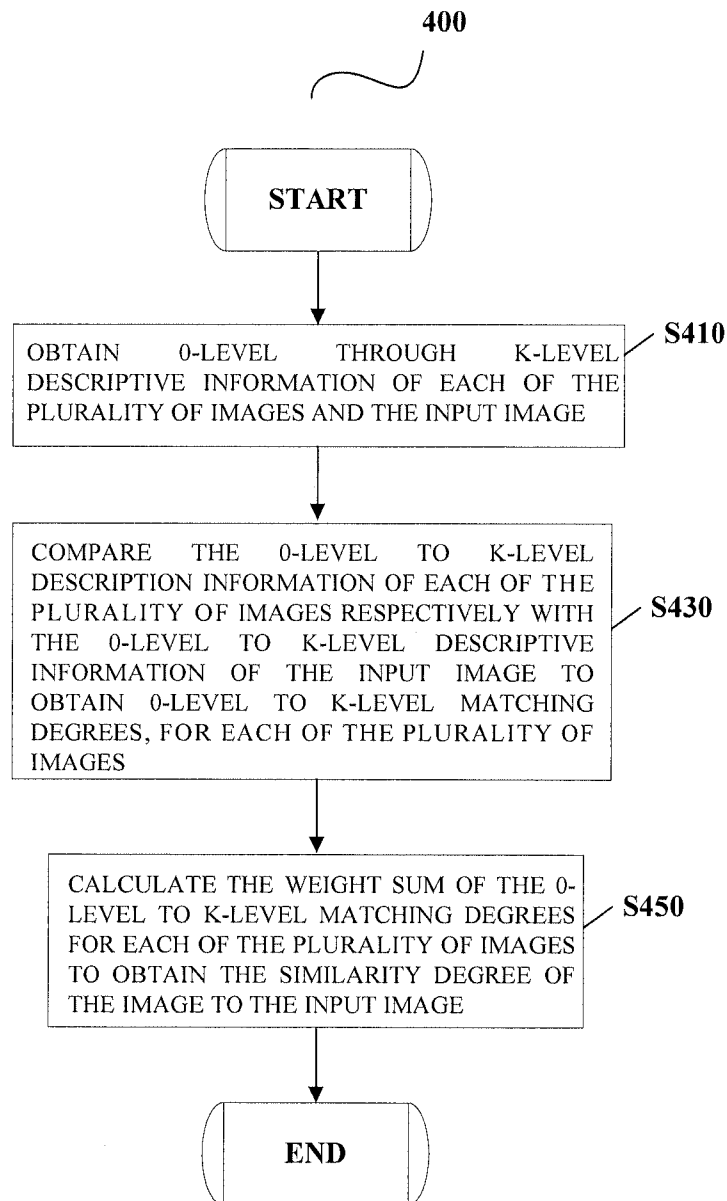 400
START
S410
OBTAIN 0-LEVEL THROUGH K-LEVEL
DESCRIPTIVE INFORMATION OF EACH OF THE
PLURALITY OF IMAGES AND THE INPUT IMAGE
COMPARE THE 0-LEVEL TO K-LEVEL
DESCRIPTION INFORMATION OF EACH OF THE
PLURALITY OF IMAGES RESPECTIVELY WITH
THE 0-LEVEL TO K-LEVEL DESCRIPTIVE
INFORMATION OF THE INPUT IMAGE TO
OBTAIN 0-LEVEL TO K-LEVEL MATCHING
DEGREES, FOR EACH OF THE PLURALITY OF
IMAGES
S430
CALCULATE THE WEIGHT SUM OF THE 0-
LEVEL TO K-LEVEL MATCHING DEGREES
FOR EACH OF THE PLURALITY OF IMAGES
TO OBTAIN THE SIMILARITY DEGREE OF
THE IMAGE TO THE INPUT IMAGE
S450
END